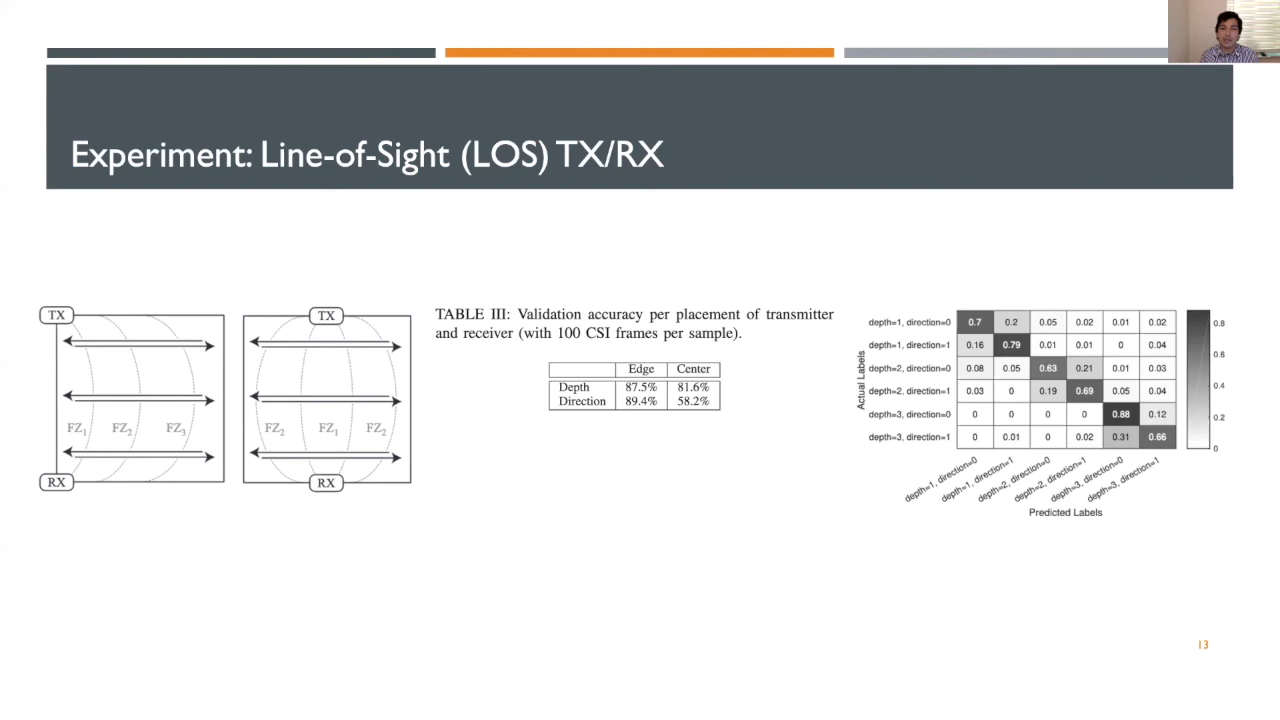 Experiment: Line-of-Sight (LOS) TX/RX
TX
FZ1 FZ2 FZ3
RX
TX
FZ2 FZ1 FZ2
RX
TABLE III: Validation accuracy per placement of transmitter
and receiver (with 100 CSI frames per sample).
Edge Center
Depth 87.5% 81.6%
Direction 89.4% 58.2%
Actual Labels
depth=1, direction=0 0.7 0.2 0.05 0.02 0.01 0.02
depth=1, direction=1 0.16 0.79 0.01 0.01 0 0.04
depth=2, direction=0 0.08 0.05 0.63 0.21 0.01 0.03
depth=2, direction=1 0.03 0 0.19 0.69 0.05 0.04
depth=3, direction=0 0 0 0 0 0.88 0.12
depth=3, direction=1 0 0.01 0 0.02 0.31 0.66
depth=1, direction=0
depth=1, direction=1
depth=2, direction=0
depth=2, direction=1
depth=3, direction=0
depth=3, direction=1
Predicted Labels
0.8
0.6
0.4
0.2
0
13